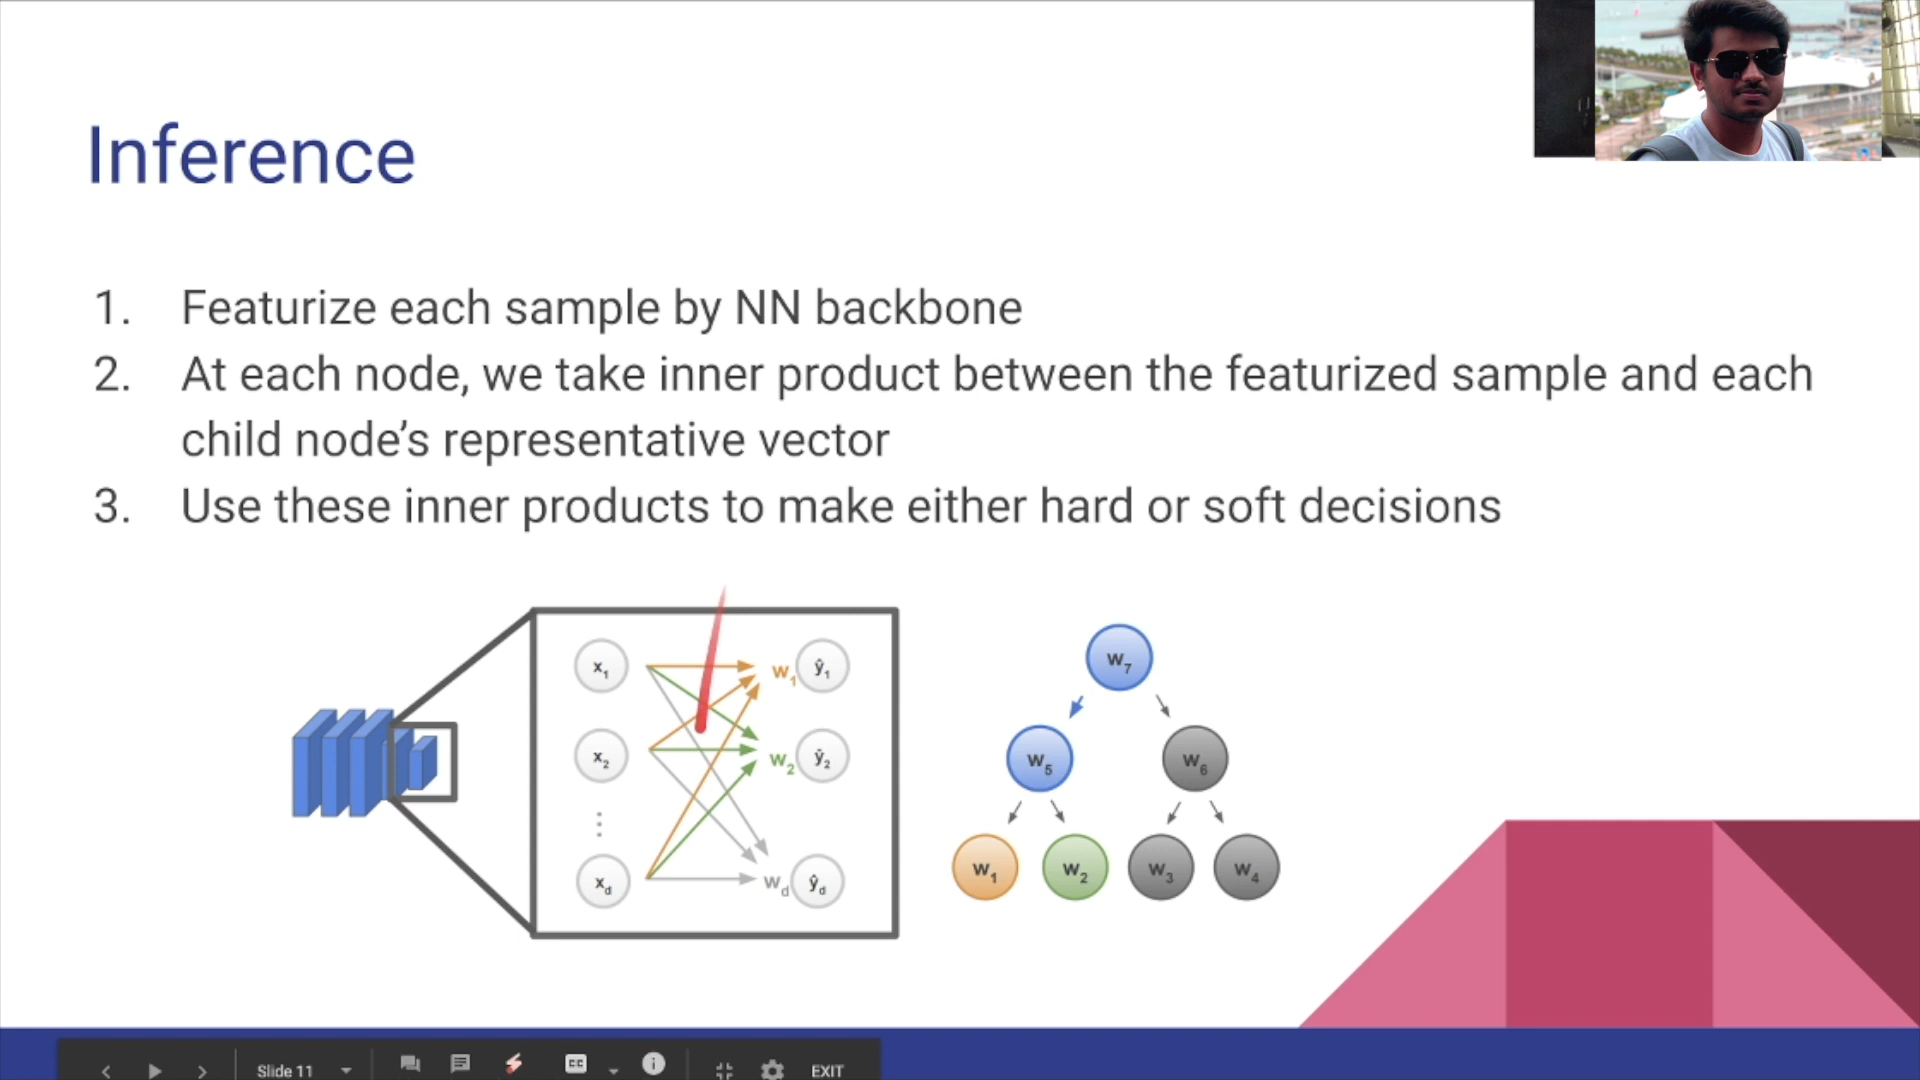 Inference
1. Featurize each sample by NN backbone
2. At each node, we take inner product between the featurized sample and each
child node’s representative vector
3. Use these inner products to make either hard or soft decisions
x1 w1 ŷ1
x2 w2 ŷ2
xd wd ŷd
w7
w5 w6
w1 w2 w3 w4
Slide 11 CC EXIT